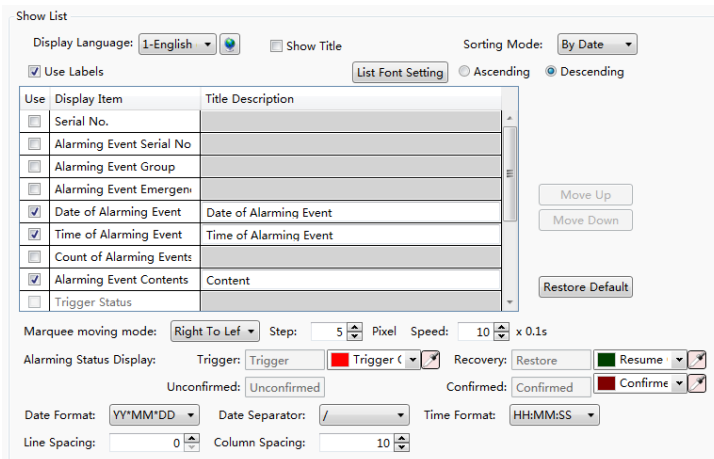 Show List
Display Language: 1-English Show Title Sorting Mode: By Date
Use Labels List Font Setting Ascending Descending
Use Display Item Title Description
Serial No.
Alarming Event Serial No
Alarming Event Group
Alarming Event Emergen
Date of Alarming Event Date of Alarming Event
Time of Alarming Event Time of Alarming Event
Count of Alarming Events
Alarming Event Contents Content
Trigger Status
Move Up
Move Down
Restore Default
Marquee moving mode: Right To Lef Step: 5 Pixel Speed: 10 x 0.1s
Alarming Status Display: Trigger: Trigger Trigger C Recovery: Restore Resume
Unconfirmed: Unconfirmed Confirmed: Confirmed Confirme
Date Format: YY*MM*DD Date Separator: / Time Format: HH:MM:SS
Line Spacing: 0 Column Spacing: 10